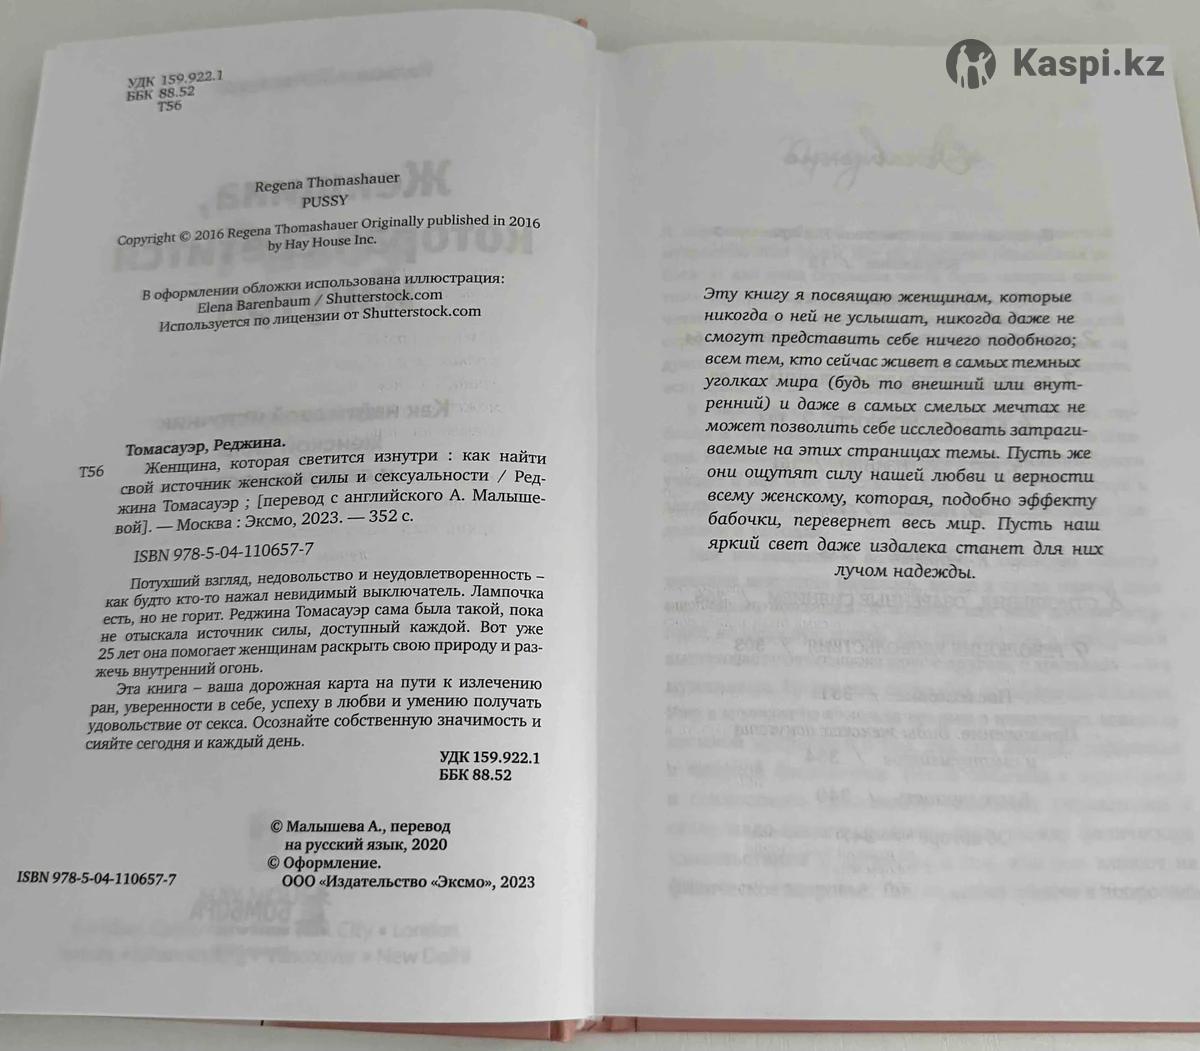 УДК 159.922.1
ББК 88.52
Т56
Regena Thomashauer
PUSSY
Copyright © 2016 Regena Thomashauer Originally published in 2016
by Hay House Inc.
В оформлении обложки использована иллюстрация:
Elena Barenbaum / Shutterstock.com
Используется по лицензии от Shutterstock.com
Томасауэр, Реджина.
Т56 Женщина, которая светится изнутри : как найти
свой источник женской силы и сексуальности / Ред-
жина Томасауэр ; [перевод с английского А. Малыше-
вой]. — Москва : Эксмо, 2023. — 352 с.
ISBN 978-5-04-110657-7
Потухший взгляд, недовольство и неудовлетворенность –
как будто кто-то нажал невидимый выключатель. Лампочка
есть, но не горит. Реджина Томасауэр сама была такой, пока
не отыскала источник силы, доступный каждой. Вот уже
25 лет она помогает женщинам раскрыть свою природу и раз-
жечь внутренний огонь.
Эта книга – ваша дорожная карта на пути к излечению
ран, уверенности в себе, успеху в любви и умению получать
удовольствие от секса. Осознайте собственную значимость и
сияйте сегодня и каждый день.
УДК 159.922.1
ББК 88.52
© Малышева А., перевод
на русский язык, 2020
© Оформление.
ISBN 978-5-04-110657-7
ООО «Издательство «Эксмо», 2023
Kaspi.kz
Эту книгу я посвящаю женщинам, которые
никогда о ней не услышат, никогда даже не
смогут представить себе ничего подобного;
всем тем, кто сейчас живет в самых темных
уголках мира (будь то внешний или внут-
ренний) и даже в самых смелых мечтах не
может позволить себе исследовать затраги-
ваемые на этих страницах темы. Пусть же
они ощутят силу нашей любви и верности
всему женскому, которая, подобно эффекту
бабочки, перевернет весь мир. Пусть наш
яркий свет даже издалека станет для них
лучом надежды.